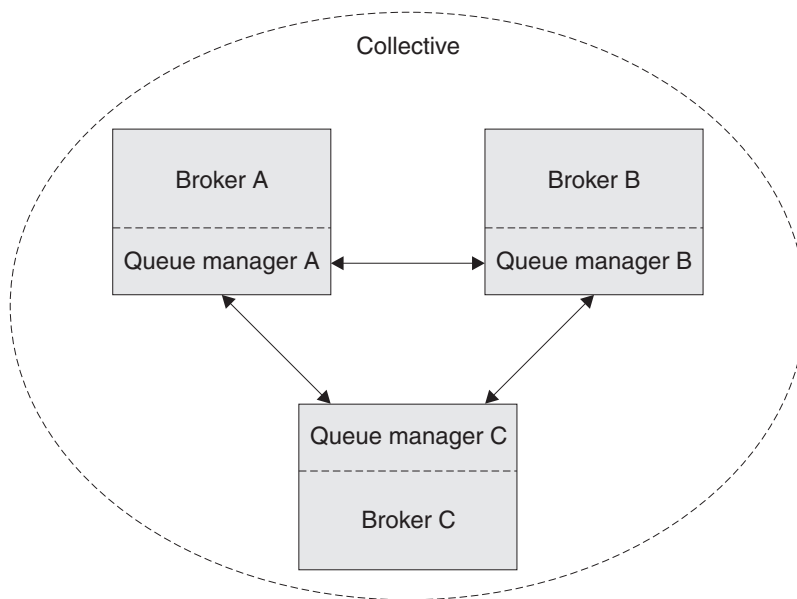 Collective
Broker A
Broker B
Queue manager A
Queue manager B
Queue manager C
Broker C